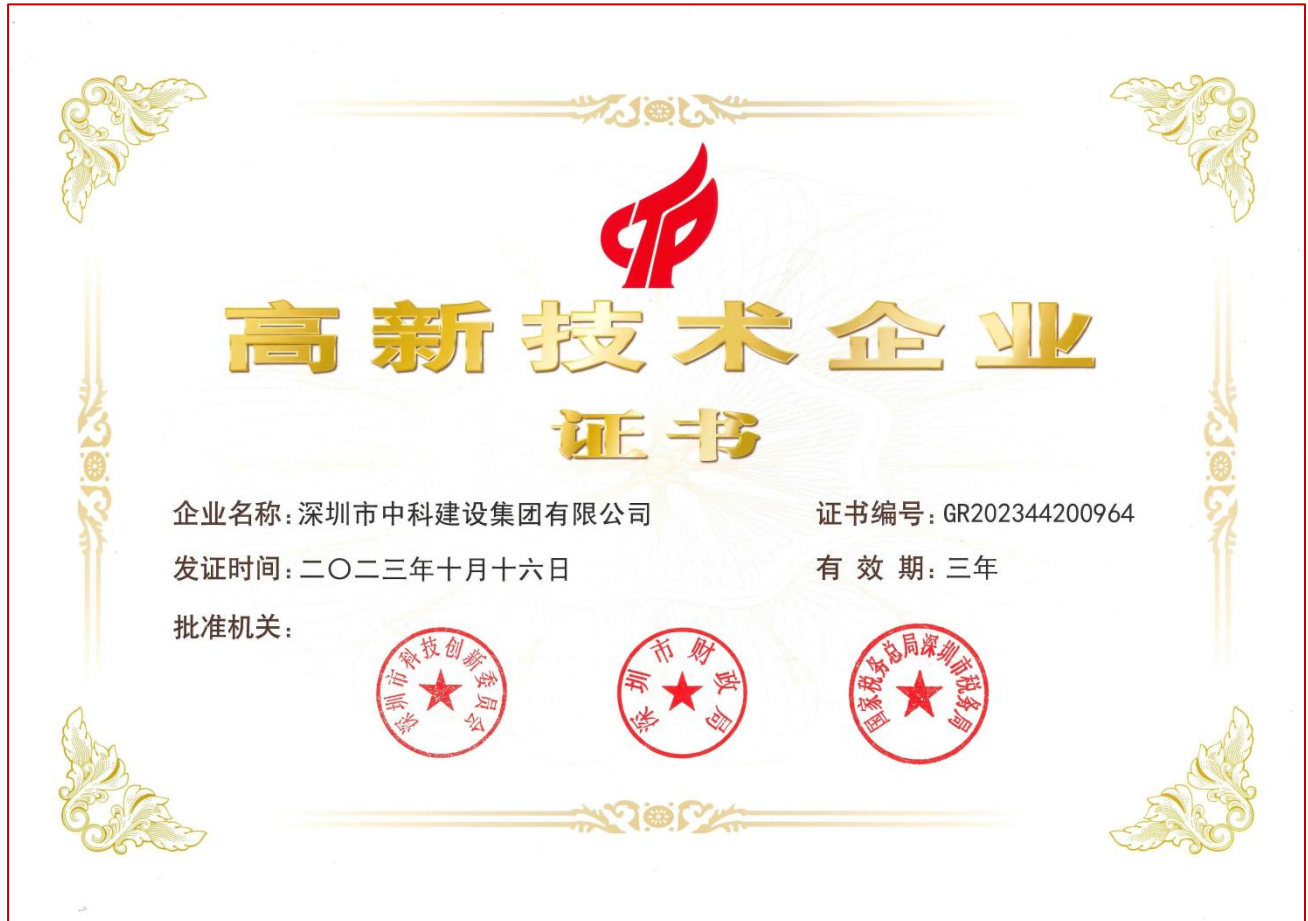 CTP
高新技术企业
证书
企业名称：深圳市中科建设集团有限公司
证书编号：GR202344200964
发证时间：二〇二三年十月十六日
有效期：三年
批准机关：
深圳市科技创新委员会
深圳市财政局
国家税务总局深圳市税务局